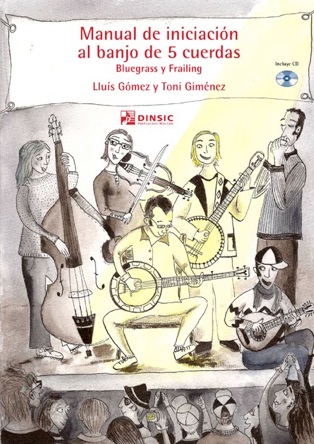 Manual de iniciación
al banjo de 5 cuerdas
Bluegrass y Frailing
Incluye CD
Lluís Gómez y Toni Giménez
DINSIC